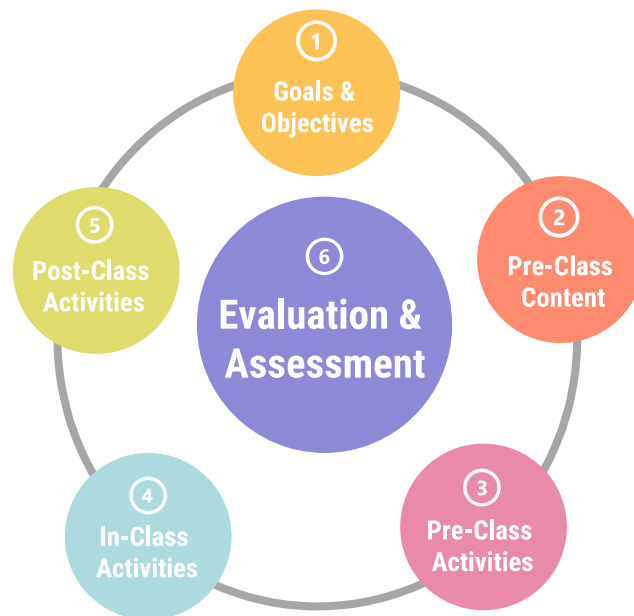 1
Goals &
Objectives
2
Pre-Class
Content
3
Pre-Class
Activities
4
In-Class
Activities
5
Post-Class
Activities
6
Evaluation &
Assessment